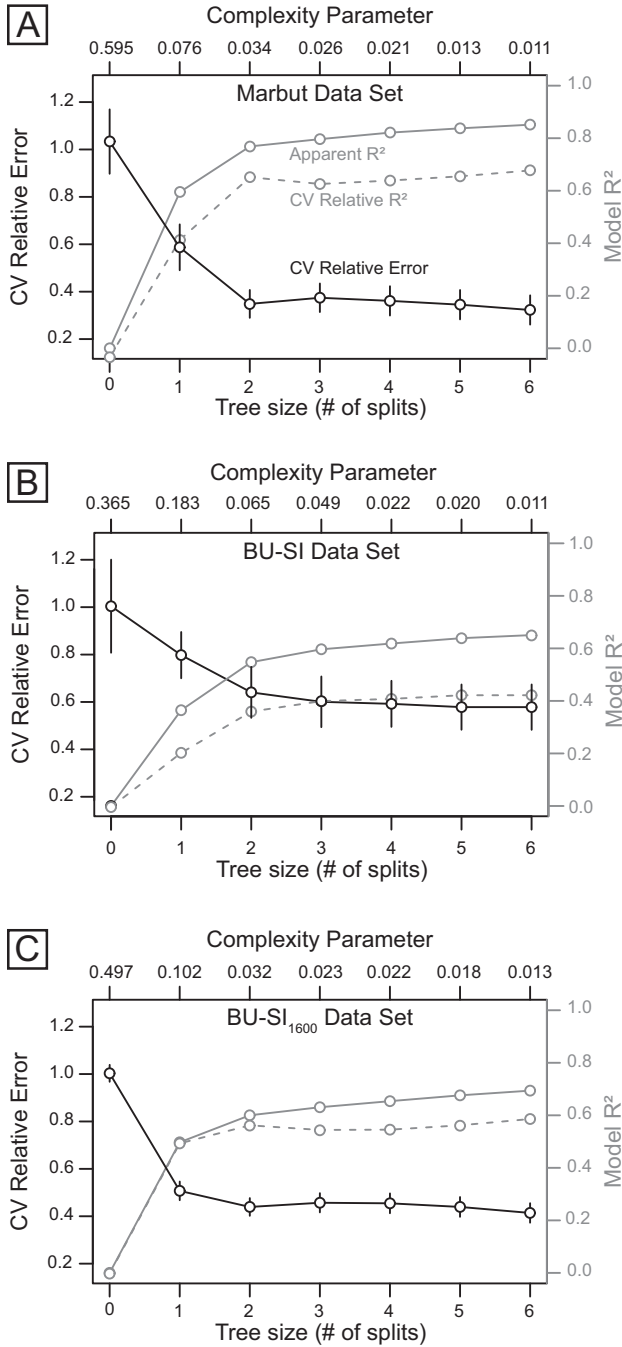 A
Complexity Parameter
0.595 0.076 0.034 0.026 0.021 0.013 0.011
Marbut Data Set
CV Relative Error
1.2
1.0
0.8
0.6
0.4
0.2
Apparent R²
CV Relative R²
CV Relative Error
1.0
0.8
0.6
0.4
0.2
0.0
Model R²
0 1 2 3 4 5 6
Tree size (# of splits)
B
Complexity Parameter
0.365 0.183 0.065 0.049 0.022 0.020 0.011
BU-SI Data Set
CV Relative Error
1.2
1.0
0.8
0.6
0.4
0.2
1.0
0.8
0.6
0.4
0.2
0.0
Model R²
0 1 2 3 4 5 6
Tree size (# of splits)
C
Complexity Parameter
0.497 0.102 0.032 0.023 0.022 0.018 0.013
BU-SI₁₆₀₀ Data Set
CV Relative Error
1.2
1.0
0.8
0.6
0.4
0.2
1.0
0.8
0.6
0.4
0.2
0.0
Model R²
0 1 2 3 4 5 6
Tree size (# of splits)